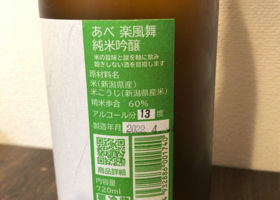 あべ 楽風舞
純米吟醸
米の旨味と酸を軸に飲み
飽きしない酒を目指します
原材料名
米(新潟県産)
米こうじ(新潟県産米)
精米歩合 60%
アルコール分 13 度
製造年月 2022.4
商品詳細
内容量
720ml